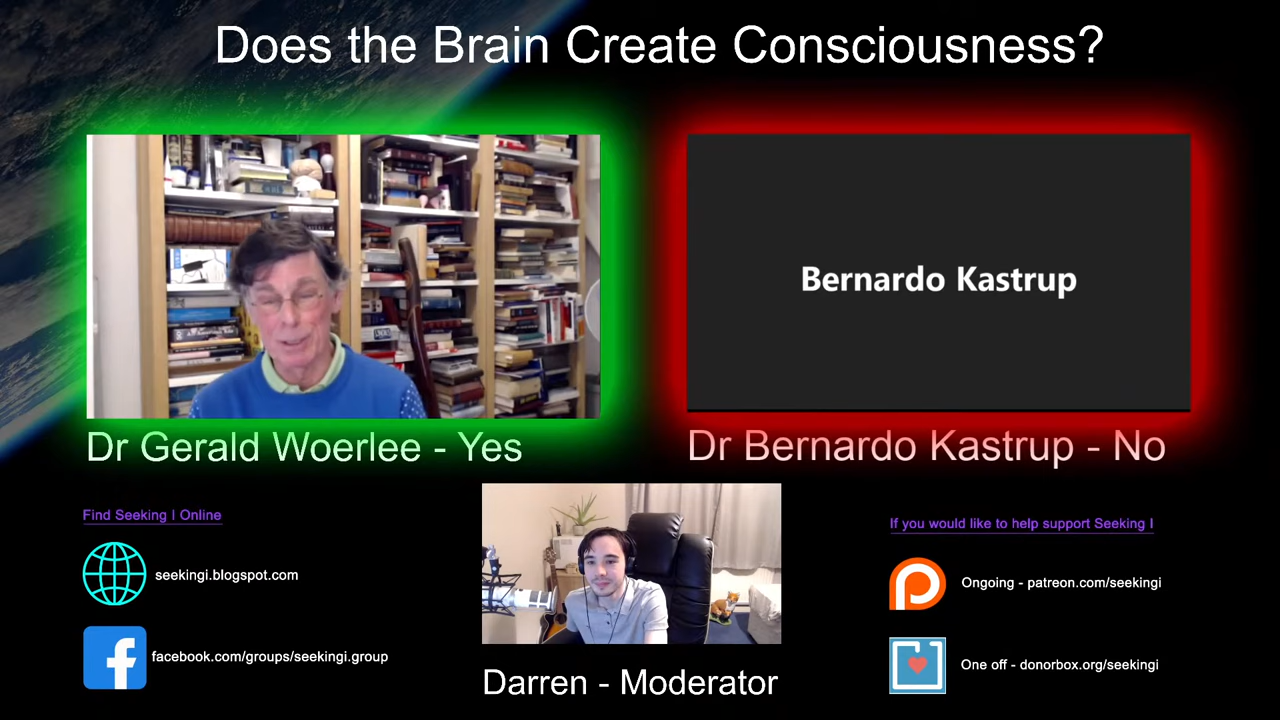 Does the Brain Create Consciousness?
Bernardo Kastrup
Dr Gerald Woerlee - Yes
Dr Bernardo Kastrup - No
Find Seeking I Online
seekingi.blogspot.com
facebook.com/groups/seekingi.group
Darren - Moderator
If you would like to help support Seeking I
Ongoing - patreon.com/seekingi
One off - donorbox.org/seekingi